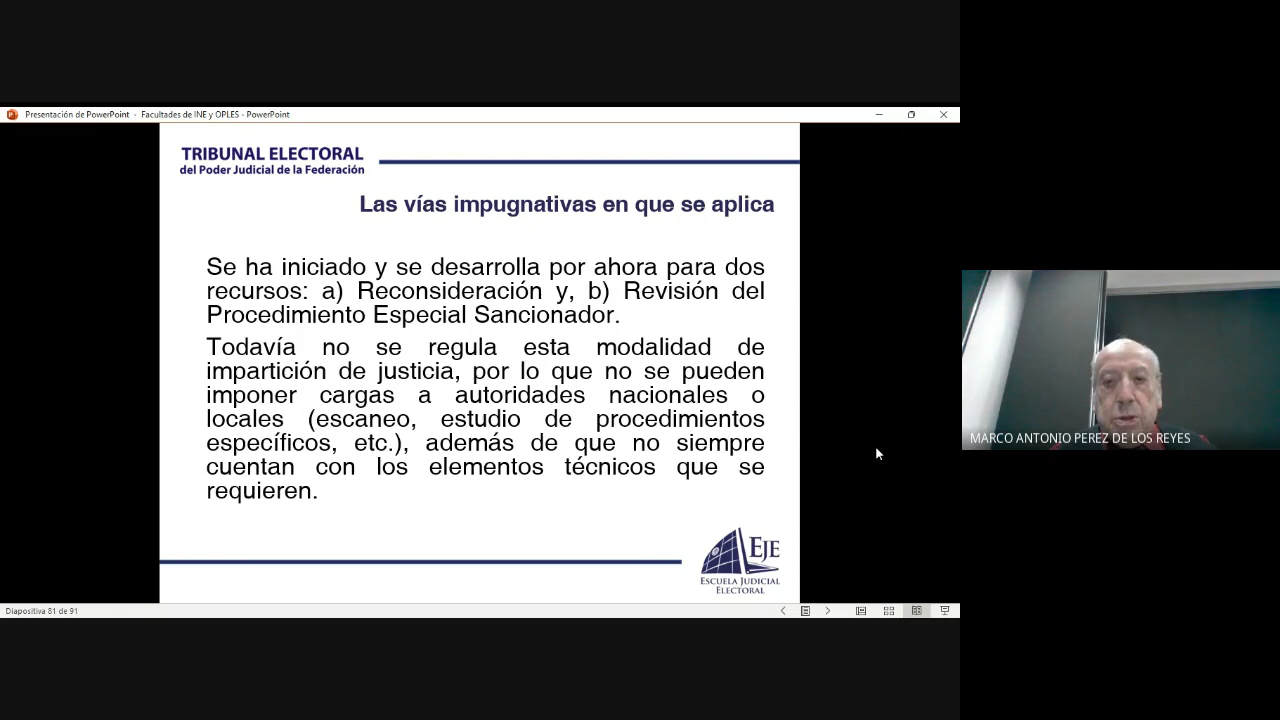 Presentación de PowerPoint - Facultades de INE y OPLES - PowerPoint
TRIBUNAL ELECTORAL
del Poder Judicial de la Federación
Las vías impugnativas en que se aplica
Se ha iniciado y se desarrolla por ahora para dos
recursos: a) Reconsideración y, b) Revisión del
Procedimiento Especial Sancionador.
Todavía no se regula esta modalidad de
impartición de justicia, por lo que no se pueden
imponer cargas a autoridades nacionales o
locales (escaneo, estudio de procedimientos
específicos, etc.), además de que no siempre
cuentan con los elementos técnicos que se
requieren.
EJE
ESCUELA JUDICIAL
ELECTORAL
Diapositiva 81 de 91
MARCO ANTONIO PEREZ DE LOS REYES